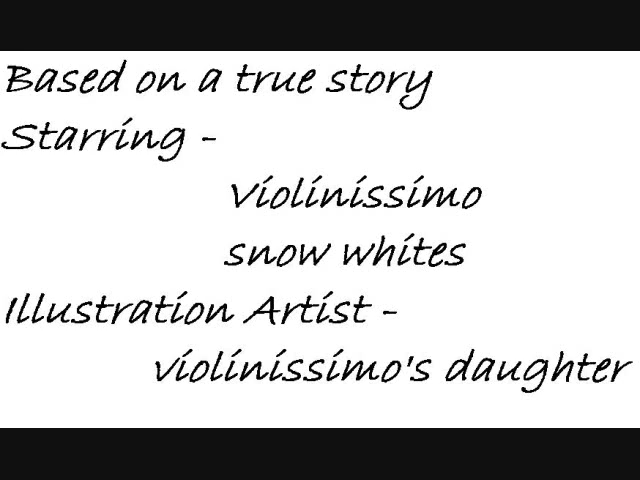 Based on a true story
Starring -
Violinissimo
snow whites
Illustration Artist -
violinissimo's daughter